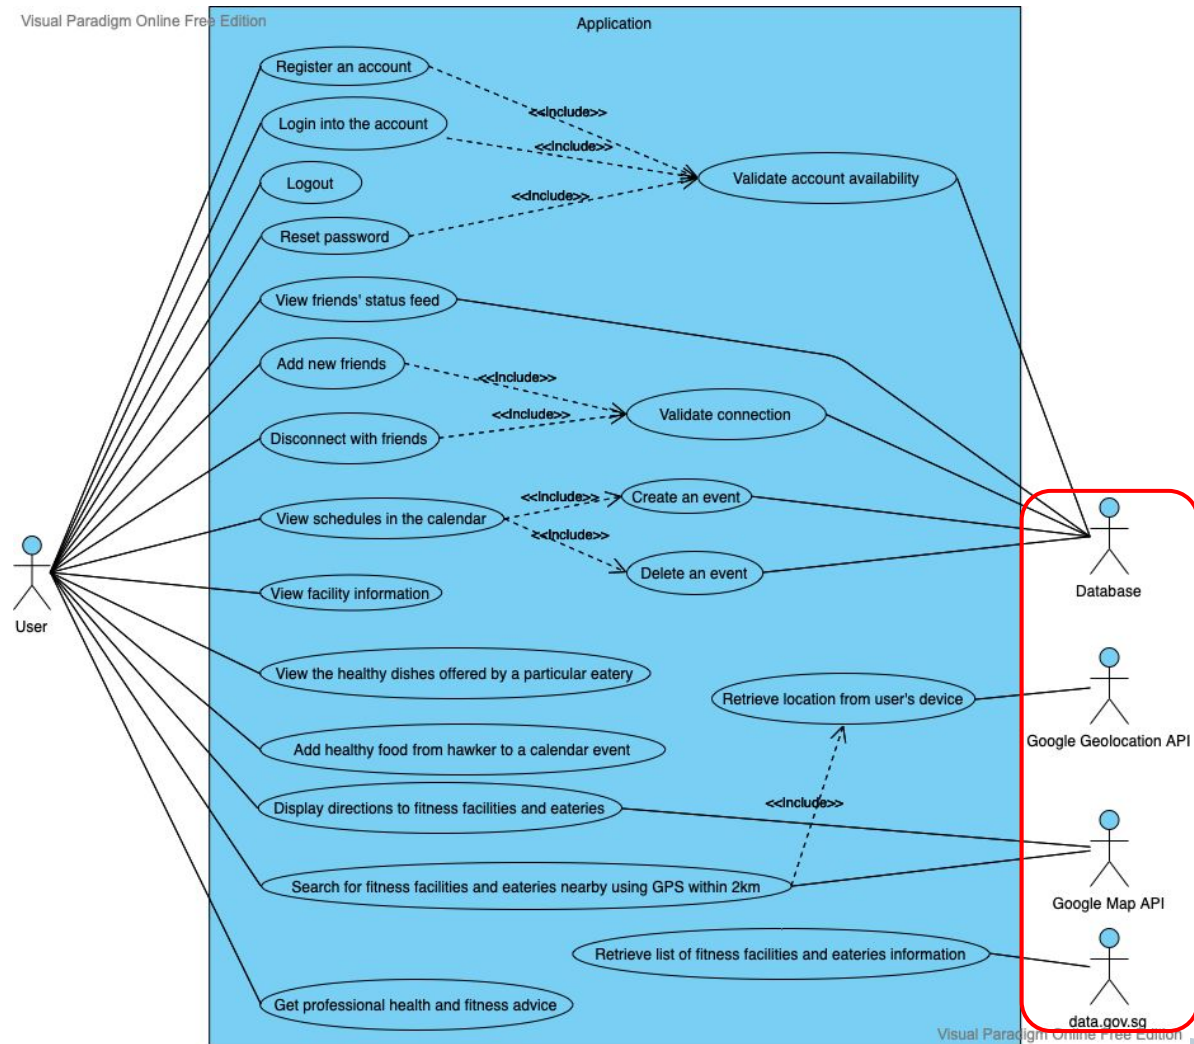 Visual Paradigm Online Free Edition
Application
Register an account
<<Include>>
Login into the account
<<Include>>
Validate account availability
Logout
<<Include>>
Reset password
View friends' status feed
Add new friends
<<Include>>
Validate connection
<<Include>>
Disconnect with friends
<<Include>>
Create an event
View schedules in the calendar
<<Include>>
Delete an event
Database
View facility information
User
View the healthy dishes offered by a particular eatery
Retrieve location from user's device
Google Geolocation API
Add healthy food from hawker to a calendar event
<<Include>>
Display directions to fitness facilities and eateries
Search for fitness facilities and eateries nearby using GPS within 2km
Google Map API
Retrieve list of fitness facilities and eateries information
Get professional health and fitness advice
data.gov.sg
Visual Paradigm Online Free Edition